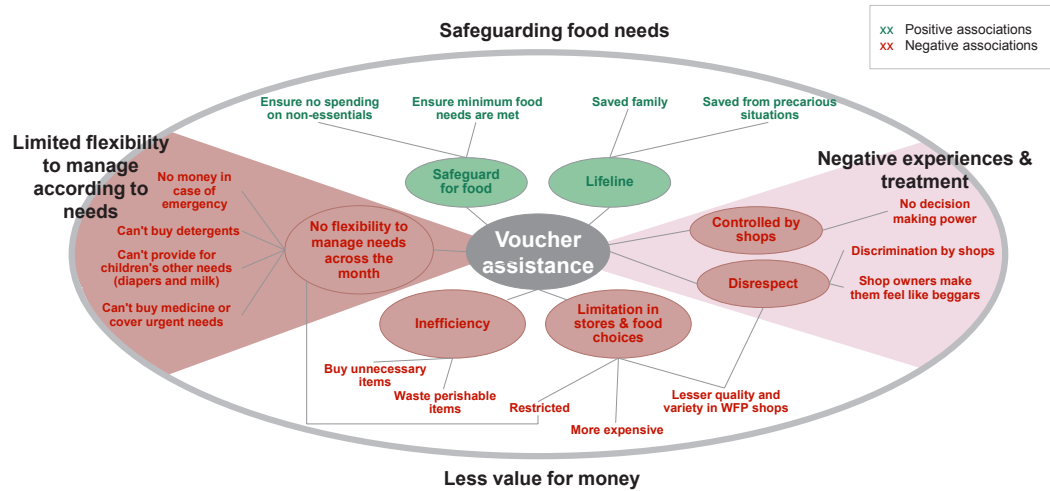 Safeguarding food needs
xx Positive associations
xx Negative associations
Ensure no spending
on non-essentials
Ensure minimum food
needs are met
Saved family
Saved from precarious
situations
Limited flexibility
to manage
according to
needs
Negative experiences &
treatment
Safeguard
for food
Lifeline
No money in
case of
emergency
Can't buy detergents
Can't provide for
children's other needs
(diapers and milk)
Can't buy medicine or
cover urgent needs
No flexibility to
manage needs
across the
month
Voucher
assistance
Controlled by
shops
No decision
making power
Disrespect
Discrimination by shops
Shop owners make
them feel like beggars
Inefficiency
Limitation in
stores & food
choices
Buy unnecessary
items
Waste perishable
items
Restricted
More expensive
Lesser quality and
variety in WFP shops
Less value for money